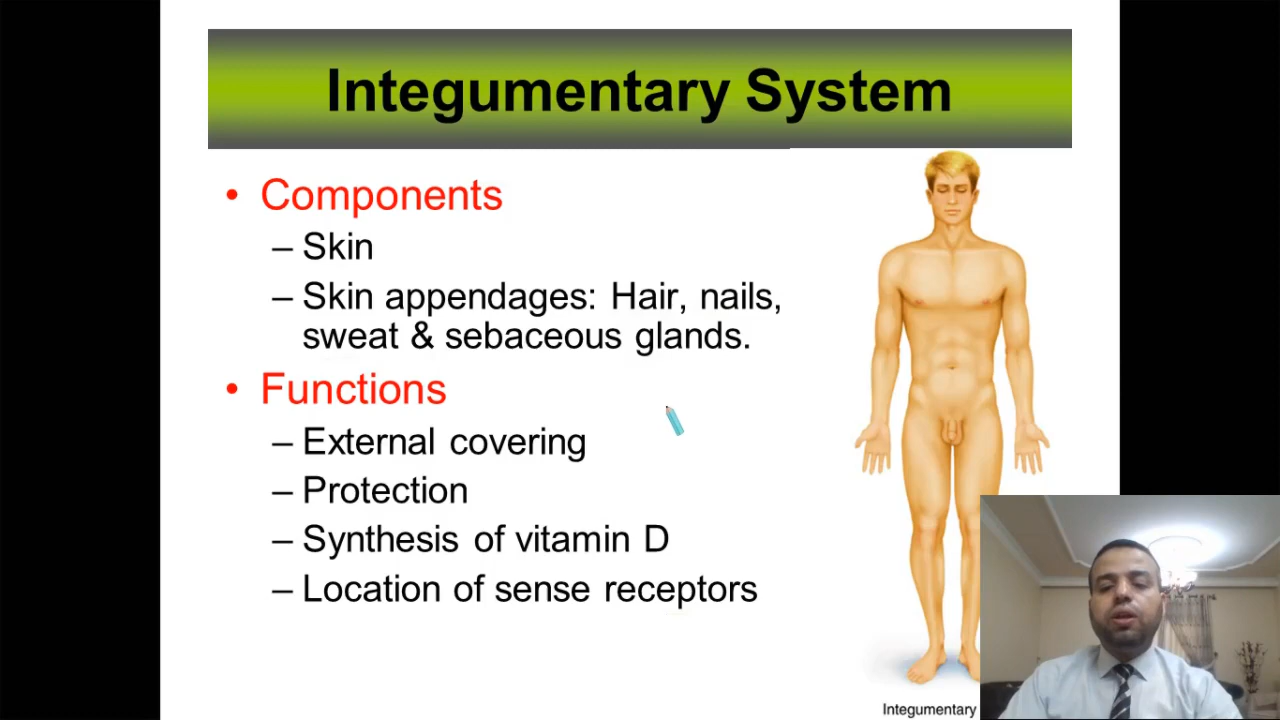 Integumentary System
• Components
– Skin
– Skin appendages: Hair, nails,
sweat & sebaceous glands.
• Functions
– External covering
– Protection
– Synthesis of vitamin D
– Location of sense receptors
Integumentary